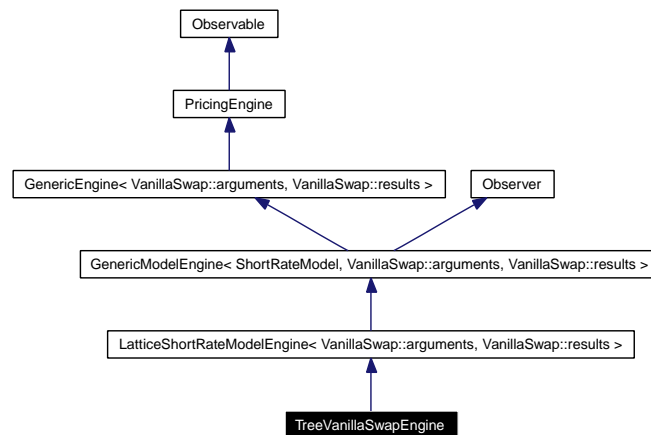 Observable
PricingEngine
GenericEngine< VanillaSwap::arguments, VanillaSwap::results >
Observer
GenericModelEngine< ShortRateModel, VanillaSwap::arguments, VanillaSwap::results >
LatticeShortRateModelEngine< VanillaSwap::arguments, VanillaSwap::results >
TreeVanillaSwapEngine